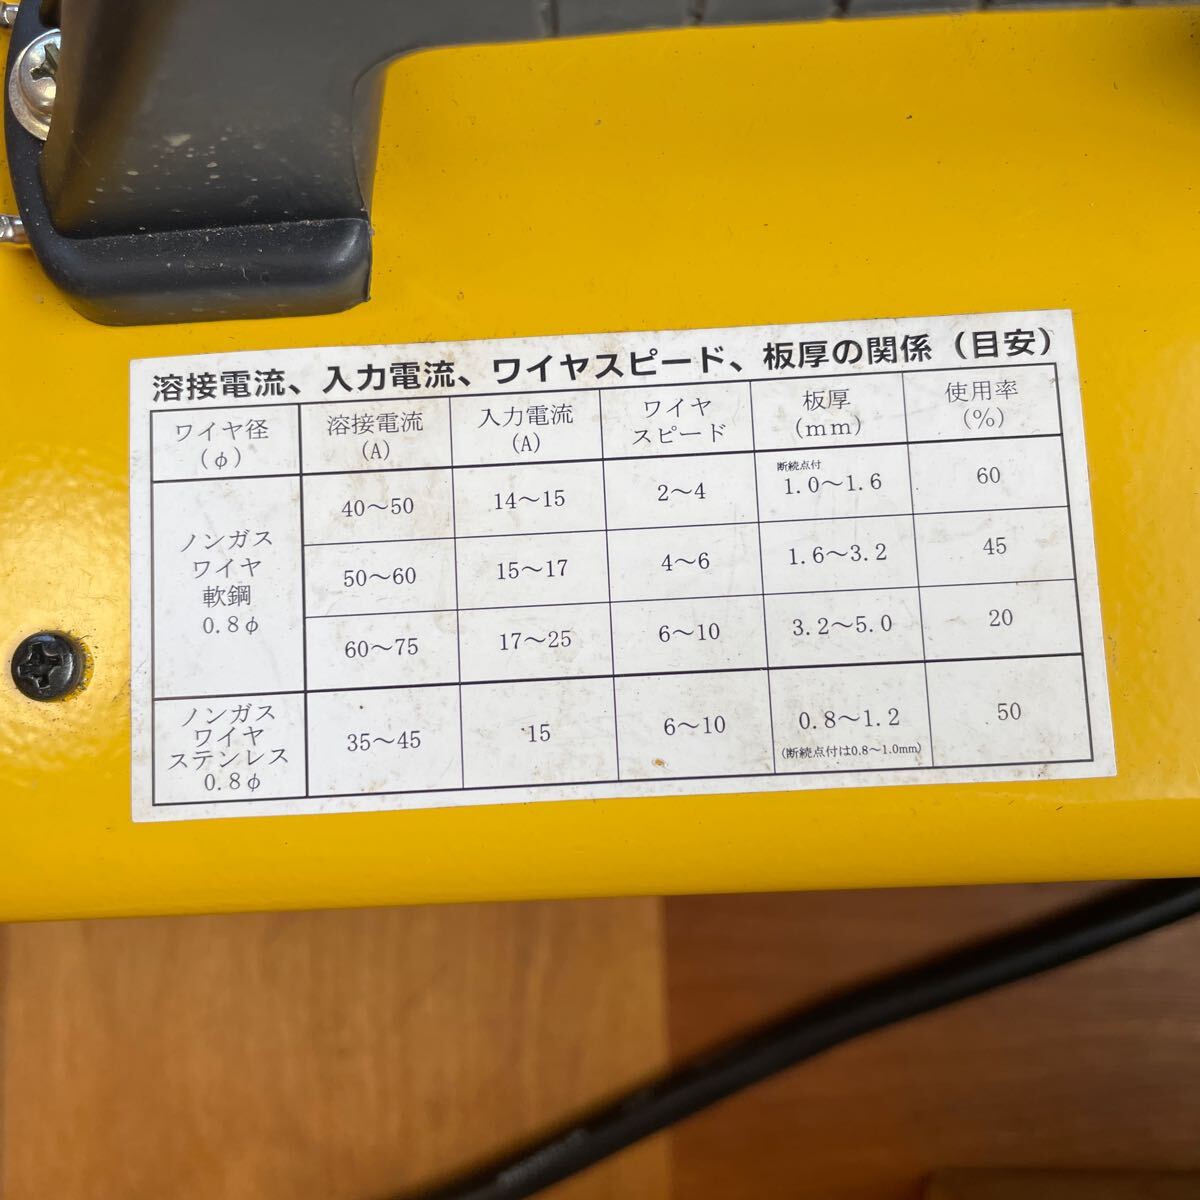 溶接電流、入力電流、ワイヤスピード、板厚の関係（目安）
ワイヤ径
（φ）
溶接電流
（A）
入力電流
（A）
ワイヤ
スピード
板厚
（mm）
使用率
（%）
ノンガス
ワイヤ
軟鋼
0.8φ
40～50
14～15
2～4
断続点付
1.0～1.6
60
50～60
15～17
4～6
1.6～3.2
45
60～75
17～25
6～10
3.2～5.0
20
ノンガス
ワイヤ
ステンレス
0.8φ
35～45
15
6～10
0.8～1.2
（断続点付は0.8～1.0mm）
50